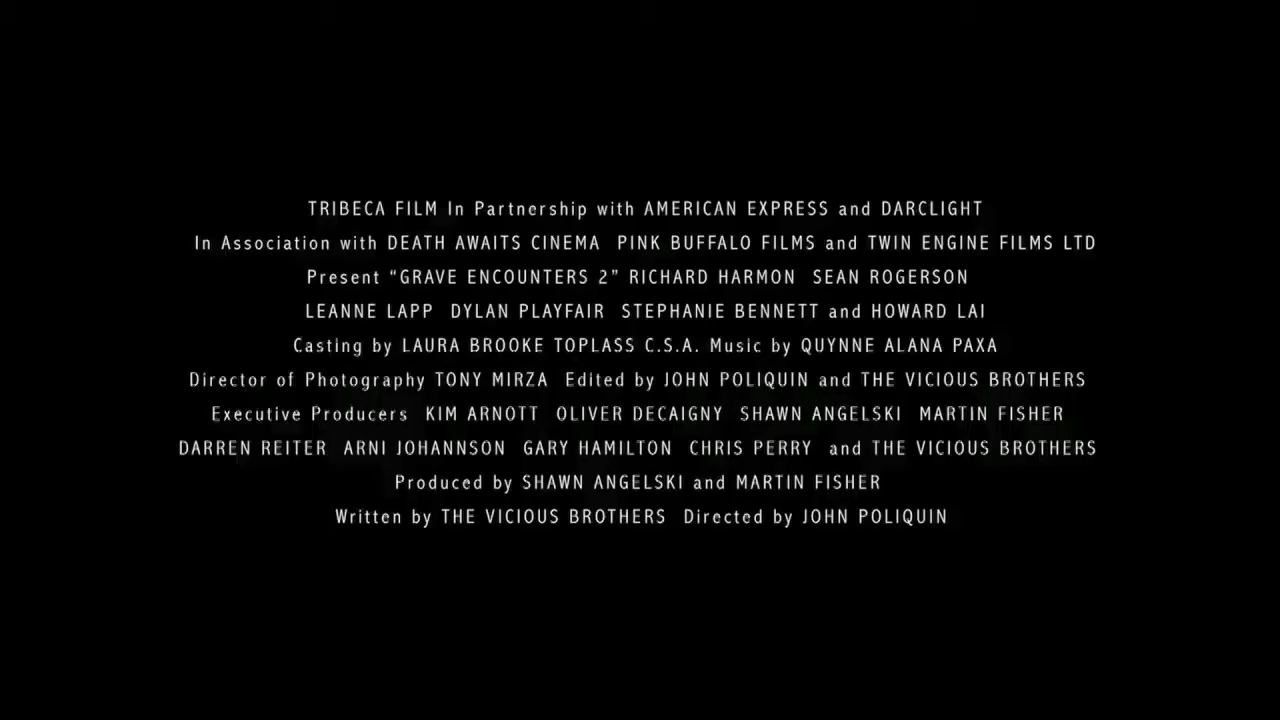 TRIBECA FILM In Partnership with AMERICAN EXPRESS and DARCLIGHT
In Association with DEATH AWAITS CINEMA PINK BUFFALO FILMS and TWIN ENGINE FILMS LTD
Present “GRAVE ENCOUNTERS 2” RICHARD HARMON SEAN ROGERSON
LEANNE LAPP DYLAN PLAYFAIR STEPHANIE BENNETT and HOWARD LAI
Casting by LAURA BROOKE TOPLASS C.S.A. Music by QUYNNE ALANA PAXA
Director of Photography TONY MIRZA Edited by JOHN POLIQUIN and THE VICIOUS BROTHERS
Executive Producers KIM ARNOTT OLIVER DECAIGNY SHAWN ANGELSKI MARTIN FISHER
DARREN REITER ARNI JOHANNSON GARY HAMILTON CHRIS PERRY and THE VICIOUS BROTHERS
Produced by SHAWN ANGELSKI and MARTIN FISHER
Written by THE VICIOUS BROTHERS Directed by JOHN POLIQUIN